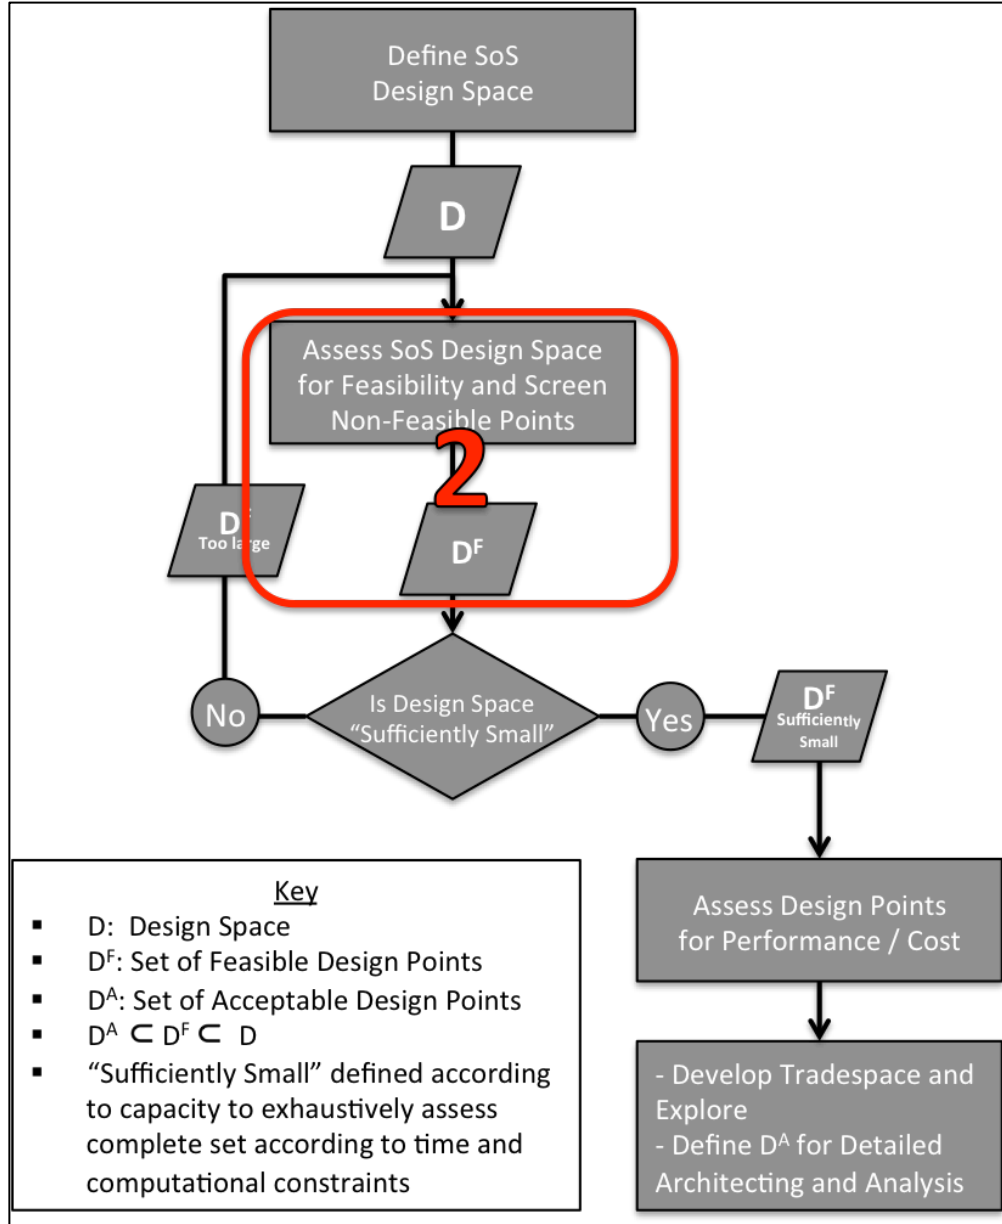 Define SoS
Design Space
D
Assess SoS Design Space
for Feasibility and Screen
Non-Feasible Points
2
Dᶠ
Too large
Dᶠ
Is Design Space
“Sufficiently Small”
No
Yes
Dᶠ
Sufficiently
Small
Assess Design Points
for Performance / Cost
- Develop Tradespace and
Explore
- Define Dᴬ for Detailed
Architecting and Analysis
Key
▪ D: Design Space
▪ Dᶠ: Set of Feasible Design Points
▪ Dᴬ: Set of Acceptable Design Points
▪ Dᴬ ⊂ Dᶠ ⊂ D
▪ “Sufficiently Small” defined according
to capacity to exhaustively assess
complete set according to time and
computational constraints